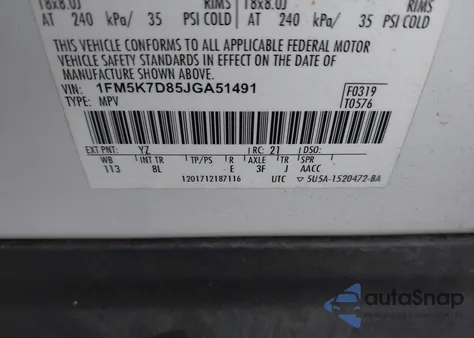 18x8.0J RIMS 18x8.0J RIMS
AT 240 kPa/ 35 PSI COLD AT 240 kPa/ 35 PSI COLD
THIS VEHICLE CONFORMS TO ALL APPLICABLE FEDERAL MOTOR
VEHICLE SAFETY STANDARDS IN EFFECT ON THE DATE OF
MANUFACTURE SHOWN ABOVE.
VIN: 1FM5K7D85JGA51491 F0319
TYPE: MPV T0576
EXT PNT: YZ RC: 21 DSO:
WB INT TR TP/PS R AXLE TR SPR
113 8L E 3F J AACC
1201712187116 UTC 5U5A-1520472-BA
autoSnap